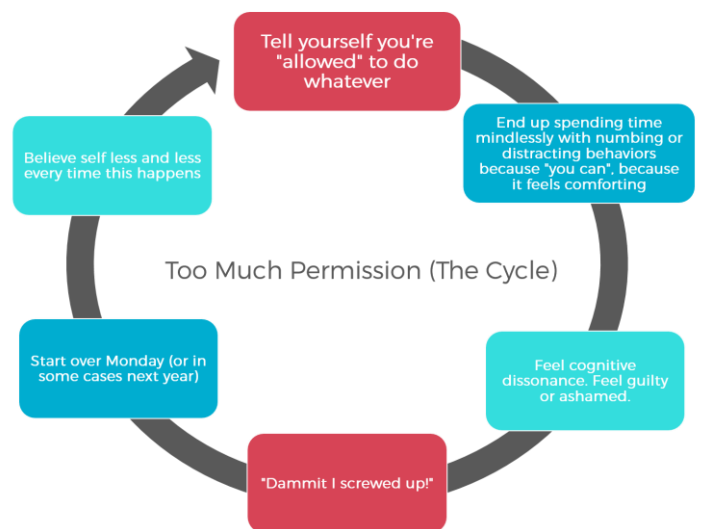 Tell yourself you're
"allowed" to do
whatever
End up spending time
mindlessly with numbing or
distracting behaviors
because "you can", because
it feels comforting
Feel cognitive
dissonance. Feel guilty
or ashamed.
"Dammit I screwed up!"
Start over Monday (or in
some cases next year)
Believe self less and less
every time this happens
Too Much Permission (The Cycle)